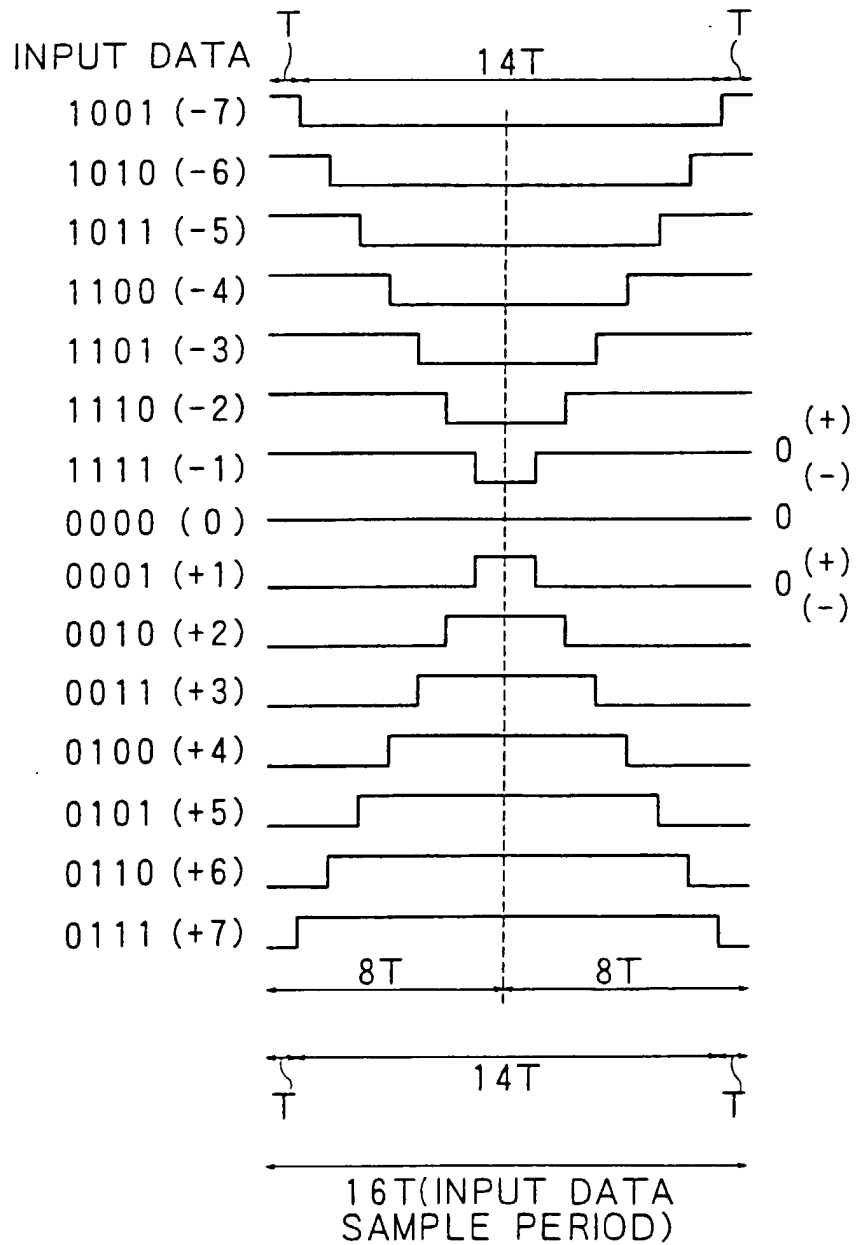 T T
INPUT DATA 14T
1001 (-7)
1010 (-6)
1011 (-5)
1100 (-4)
1101 (-3)
1110 (-2)
(+)
1111 (-1) 0
(-)
0000 (0) 0
0001 (+1) 0 (+)
(-)
0010 (+2)
0011 (+3)
0100 (+4)
0101 (+5)
0110 (+6)
0111 (+7)
8T 8T
14T
T T
16T(INPUT DATA
SAMPLE PERIOD)